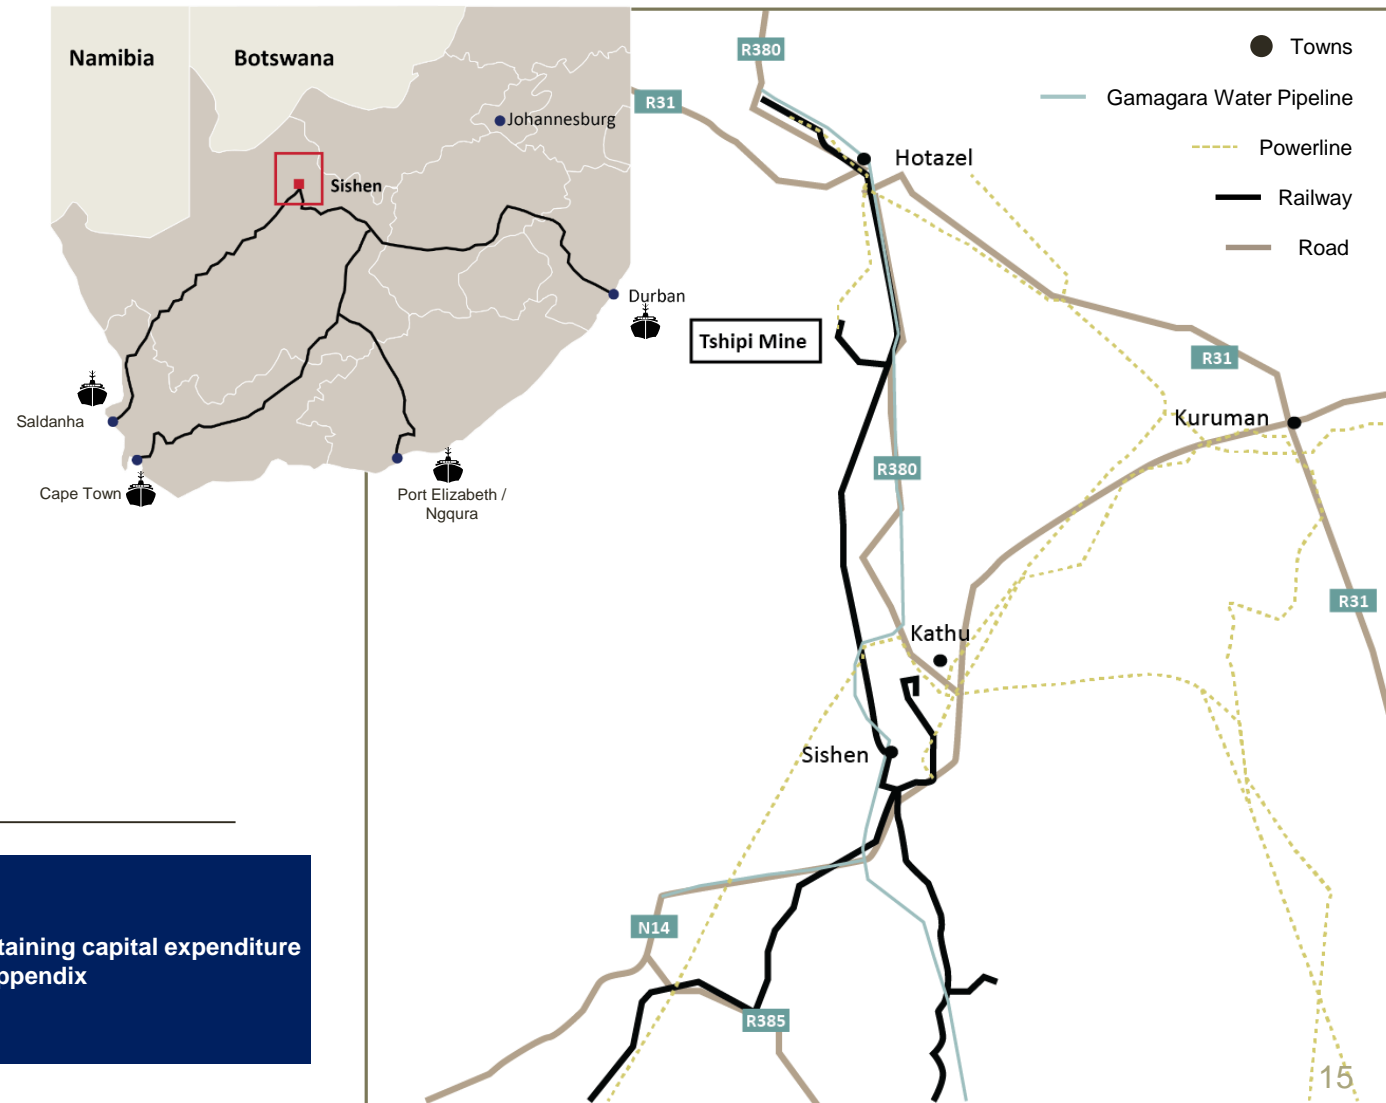 Namibia
Botswana
Johannesburg
Sishen
Durban
Saldanha
Cape Town
Port Elizabeth /
Ngqura
R380
R31
Towns
Gamagara Water Pipeline
Powerline
Railway
Road
Hotazel
Tshipi Mine
R31
Kuruman
R380
R31
Kathu
Sishen
N14
R385
taining capital expenditure
ppendix
15